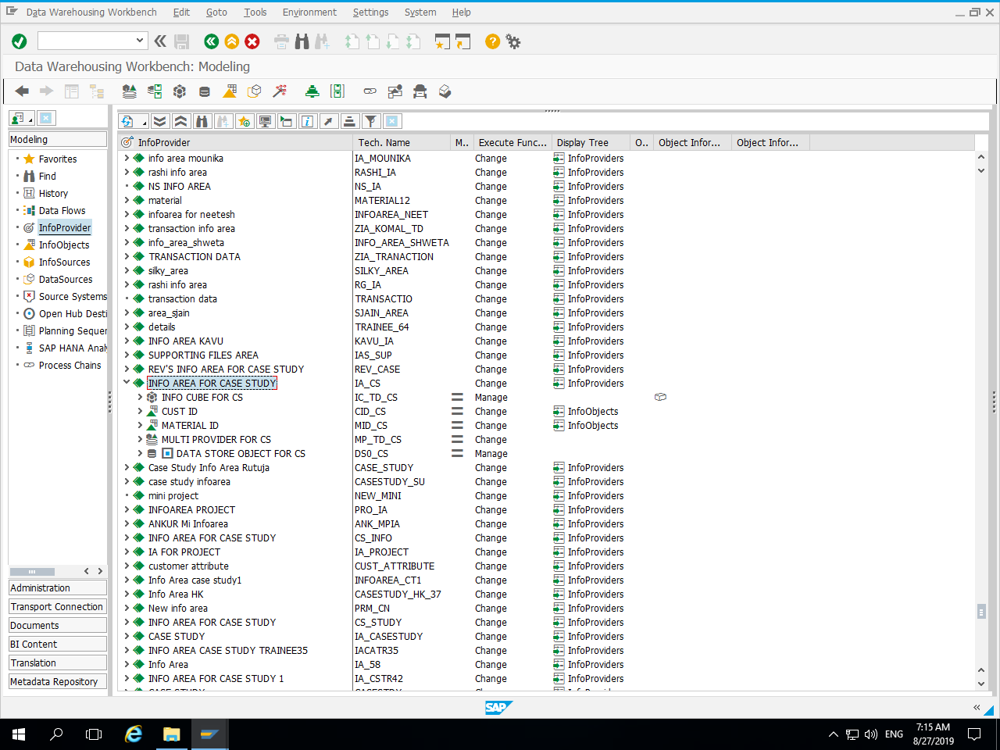 Data Warehousing Workbench Edit Goto Tools Environment Settings System Help
Data Warehousing Workbench: Modeling
Modeling
Favorites
Find
History
Data Flows
InfoProvider
InfoObjects
InfoSources
DataSources
Source Systems
Open Hub Desti
Planning Sequer
SAP HANA Analy
Process Chains
Administration
Transport Connection
Documents
BI Content
Translation
Metadata Repository
InfoProvider Tech. Name M.. Execute Func... Display Tree O.. Object Infor... Object Infor...
info area mounika IA_MOUNIKA Change InfoProviders
rashi info area RASHI_IA Change InfoProviders
NS INFO AREA NS_IA Change InfoProviders
material MATERIAL12 Change InfoProviders
infoarea for neetesh INFOAREA_NEET Change InfoProviders
transaction info area ZIA_KOMAL_TD Change InfoProviders
info_area_shweta INFO_AREA_SHWETA Change InfoProviders
TRANSACTION DATA ZIA_TRANACTION Change InfoProviders
silky_area SILKY_AREA Change InfoProviders
rashi info area RG_IA Change InfoProviders
transaction data TRANSACTIO Change InfoProviders
area_sjain SJAIN_AREA Change InfoProviders
details TRAINEE_64 Change InfoProviders
INFO AREA KAVU KAVU_IA Change InfoProviders
SUPPORTING FILES AREA IAS_SUP Change InfoProviders
REV'S INFO AREA FOR CASE STUDY REV_CASE Change InfoProviders
INFO AREA FOR CASE STUDY IA_CS Change InfoProviders
INFO CUBE FOR CS IC_TD_CS Manage
CUST ID CID_CS Change InfoObjects
MATERIAL ID MID_CS Change InfoObjects
MULTI PROVIDER FOR CS MP_TD_CS Change
DATA STORE OBJECT FOR CS DS0_CS Manage
Case Study Info Area Rutuja CASE_STUDY Change InfoProviders
case study infoarea CASESTUDY_SU Change InfoProviders
mini project NEW_MINI Change InfoProviders
INFOAREA PROJECT PRO_IA Change InfoProviders
ANKUR Mi Infoarea ANK_MPIA Change InfoProviders
INFO AREA FOR CASE STUDY CS_INFO Change InfoProviders
IA FOR PROJECT IA_PROJECT Change InfoProviders
customer attribute CUST_ATTRIBUTE Change InfoProviders
Info Area case study1 INFOAREA_CT1 Change InfoProviders
Info Area HK CASESTUDY_HK_37 Change InfoProviders
New info area PRM_CN Change InfoProviders
INFO AREA FOR CASE STUDY CS_STUDY Change InfoProviders
CASE STUDY IA_CASESTUDY Change InfoProviders
INFO AREA CASE STUDY TRAINEE35 IACATR35 Change InfoProviders
Info Area IA_58 Change InfoProviders
INFO AREA FOR CASE STUDY 1 IA_CSTR42 Change InfoProviders
SAP
ENG
7:15 AM
8/27/2019